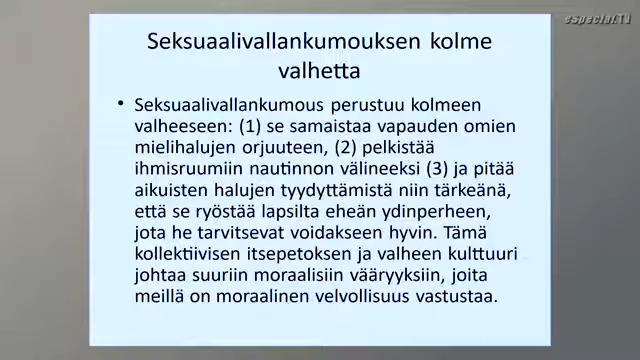 eSpecial.TV
Seksuaalivallankumouksen kolme
valhetta
• Seksuaalivallankumous perustuu kolmeen
valheeseen: (1) se samaistaa vapauden omien
mielihalujen orjuuteen, (2) pelkistää
ihmisruumiin nautinnon välineeksi (3) ja pitää
aikuisten halujen tyydyttämistä niin tärkeänä,
että se ryöstää lapsilta eheän ydinperheen,
jota he tarvitsevat voidakseen hyvin. Tämä
kollektiivisen itsepetoksen ja valheen kulttuuri
johtaa suuriin moraalisiin vääryyksiin, joita
meillä on moraalinen velvollisuus vastustaa.